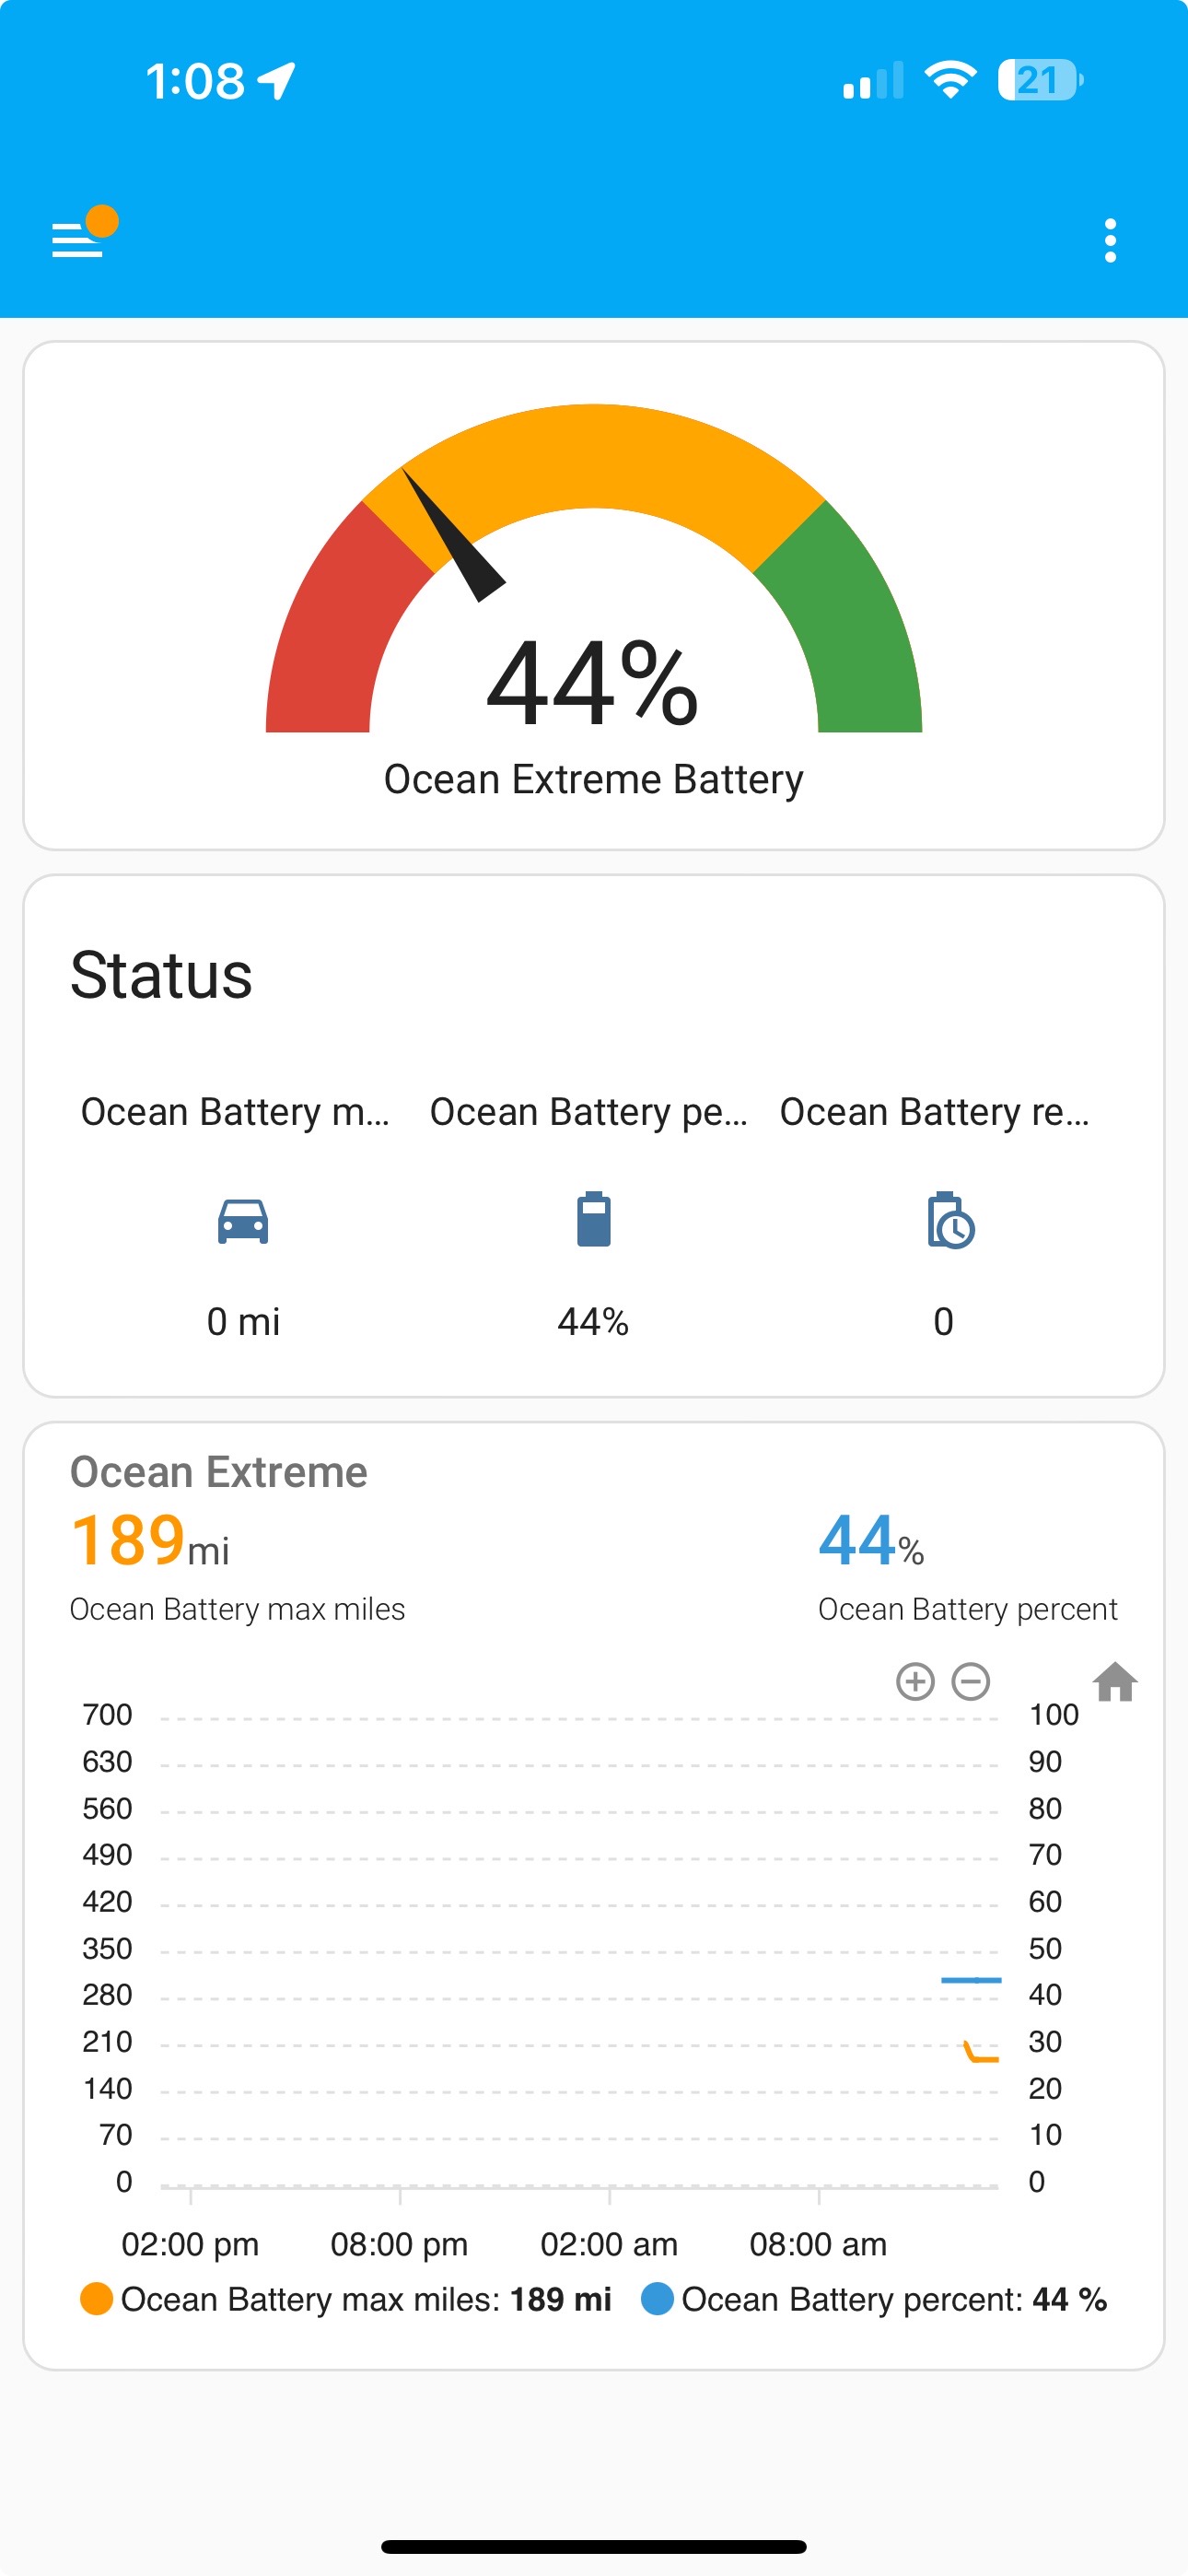 1:08 21
44%
Ocean Extreme Battery
Status
Ocean Battery m... Ocean Battery pe... Ocean Battery re...
0 mi 44% 0
Ocean Extreme
189mi 44%
Ocean Battery max miles Ocean Battery percent
700 100
630 90
560 80
490 70
420 60
350 50
280 40
210 30
140 20
70 10
0 0
02:00 pm 08:00 pm 02:00 am 08:00 am
Ocean Battery max miles: 189 mi Ocean Battery percent: 44 %